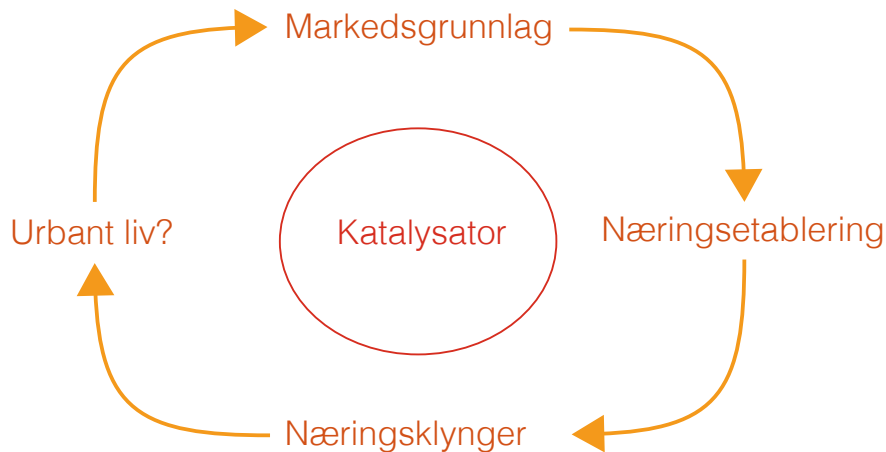 Markedsgrunnlag
Urbant liv?
Katalysator
Næringsetablering
Næringsklynger